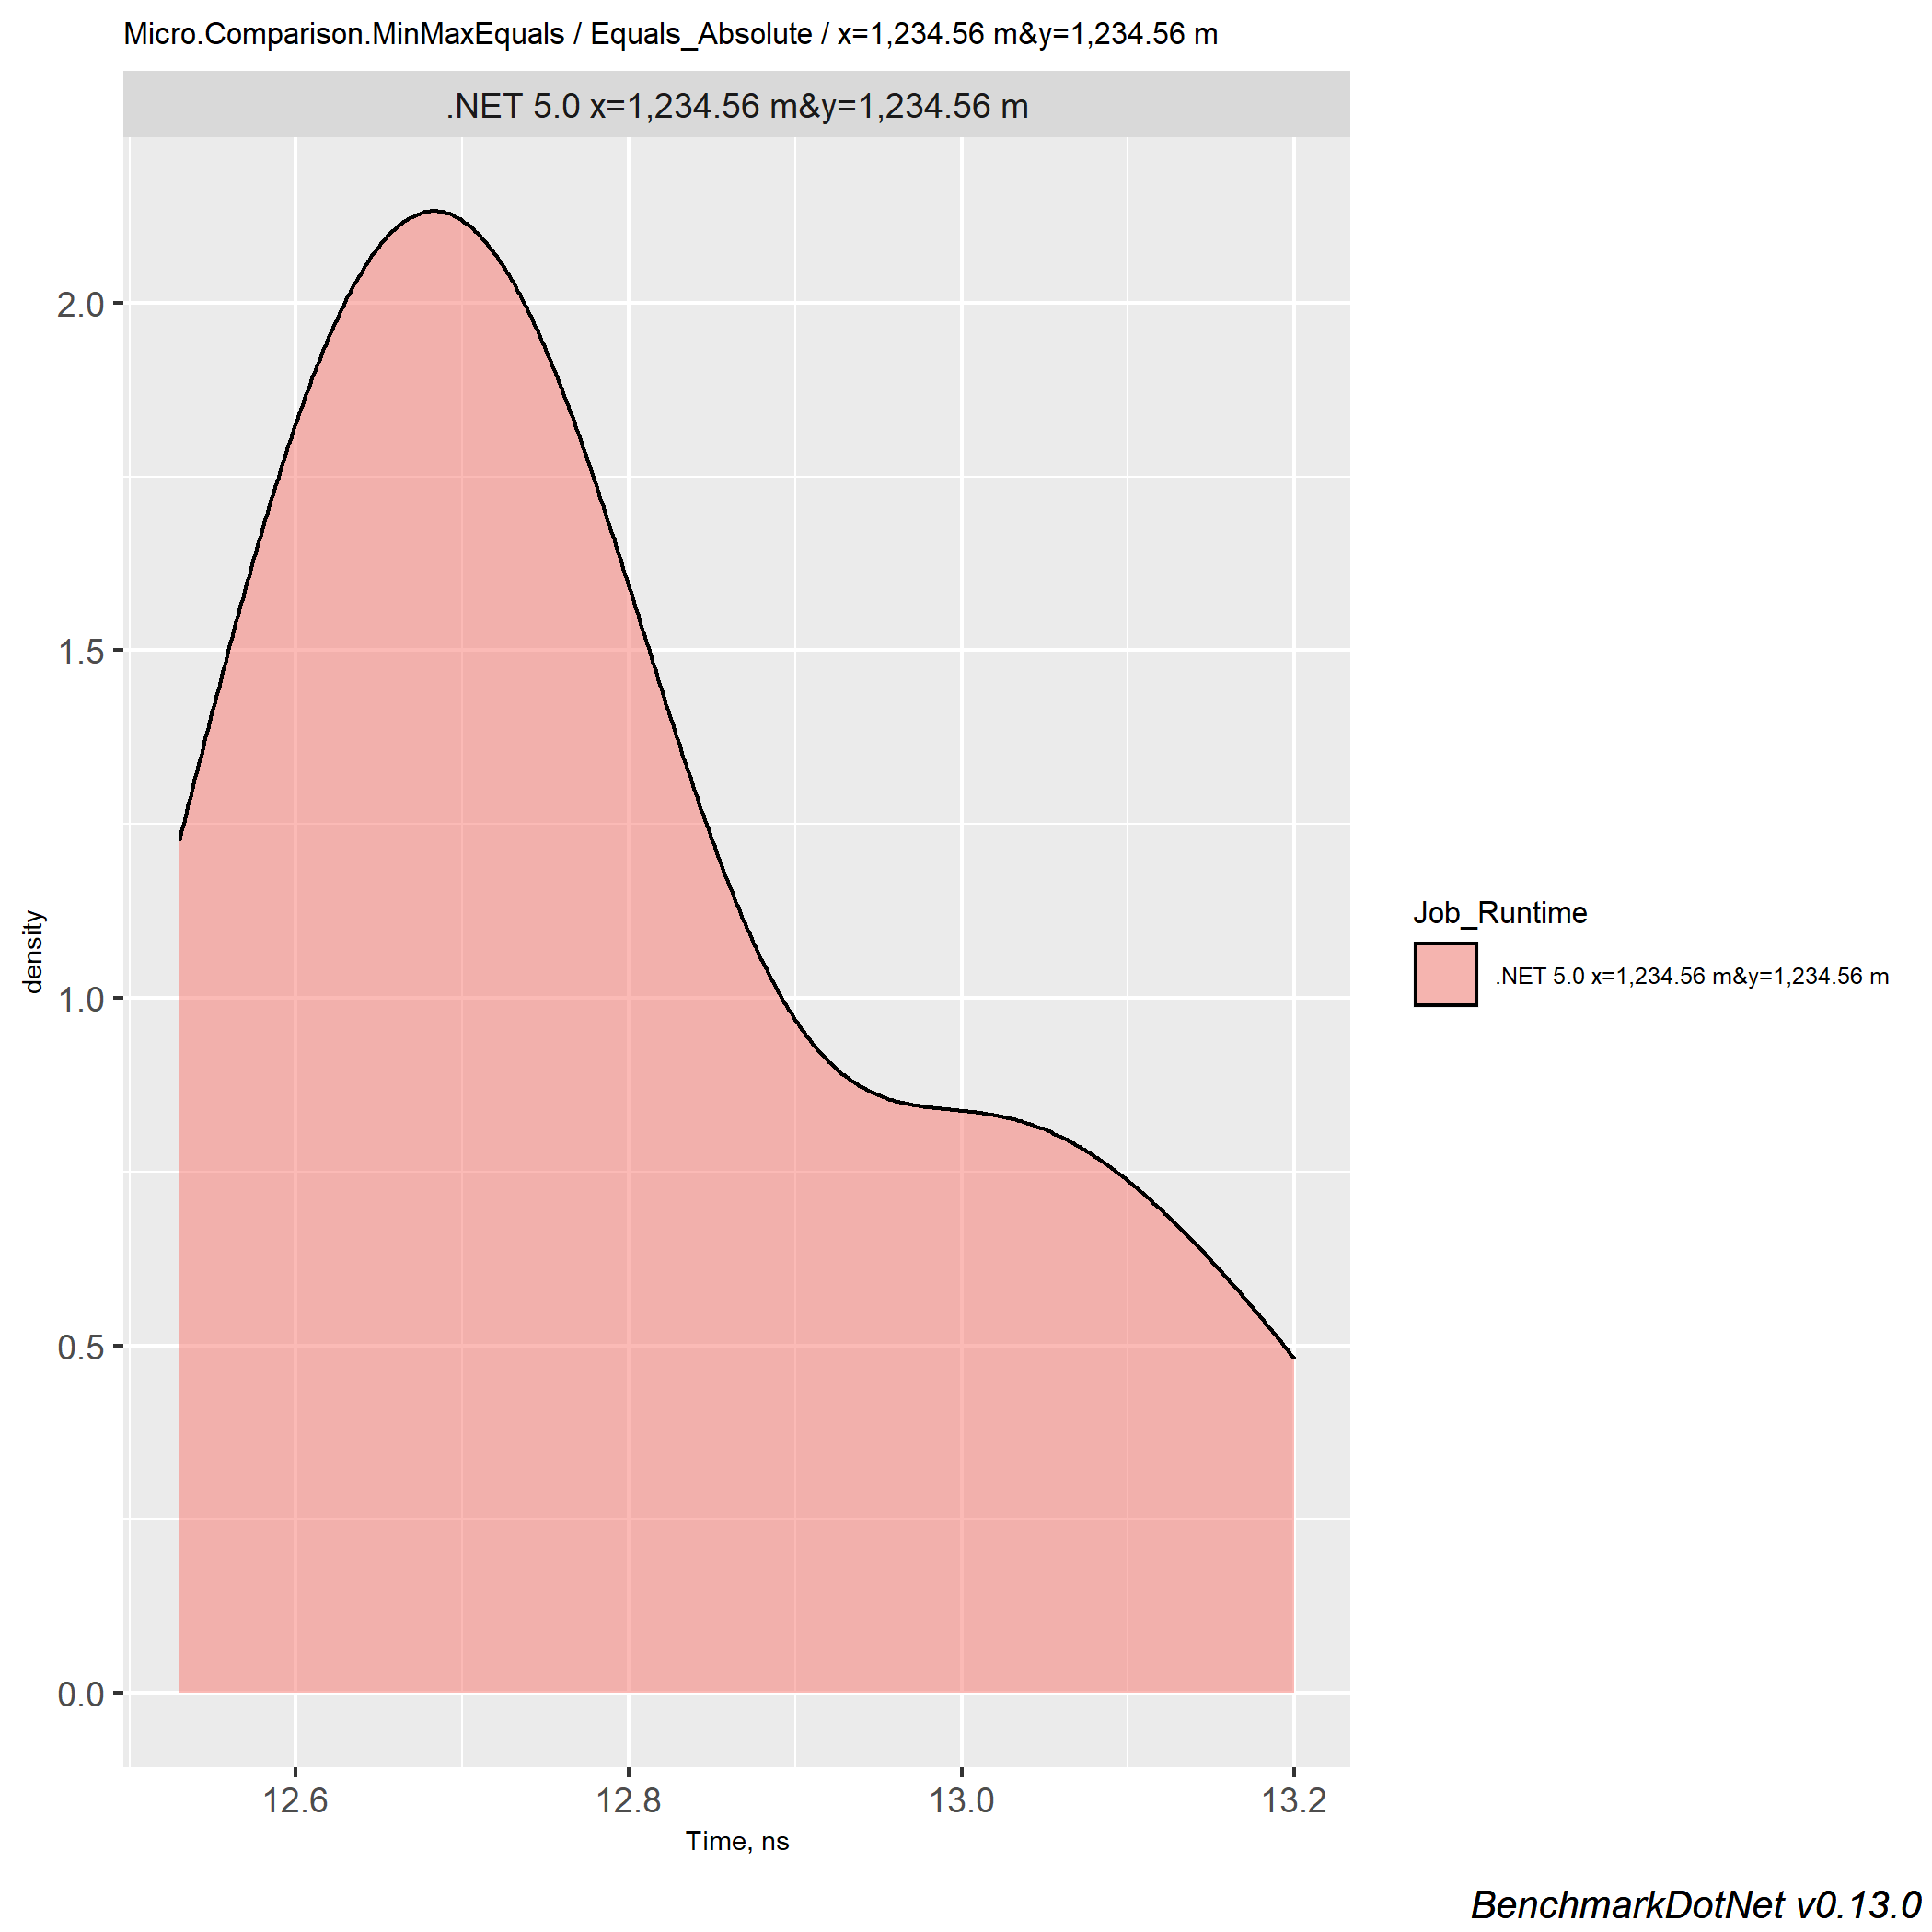 Micro.Comparison.MinMaxEquals / Equals_Absolute / x=1,234.56 m&y=1,234.56 m
.NET 5.0 x=1,234.56 m&y=1,234.56 m
2.0
1.5
1.0
0.5
0.0
density
12.6 12.8 13.0 13.2
Time, ns
Job_Runtime
.NET 5.0 x=1,234.56 m&y=1,234.56 m
BenchmarkDotNet v0.13.0